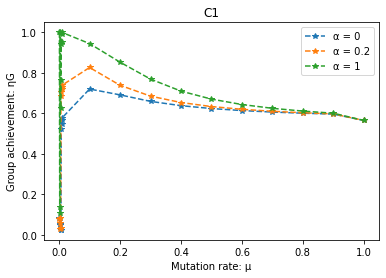 C1
α = 0
α = 0.2
α = 1
Group achievement: ηG
1.0
0.8
0.6
0.4
0.2
0.0
0.0 0.2 0.4 0.6 0.8 1.0
Mutation rate: μ